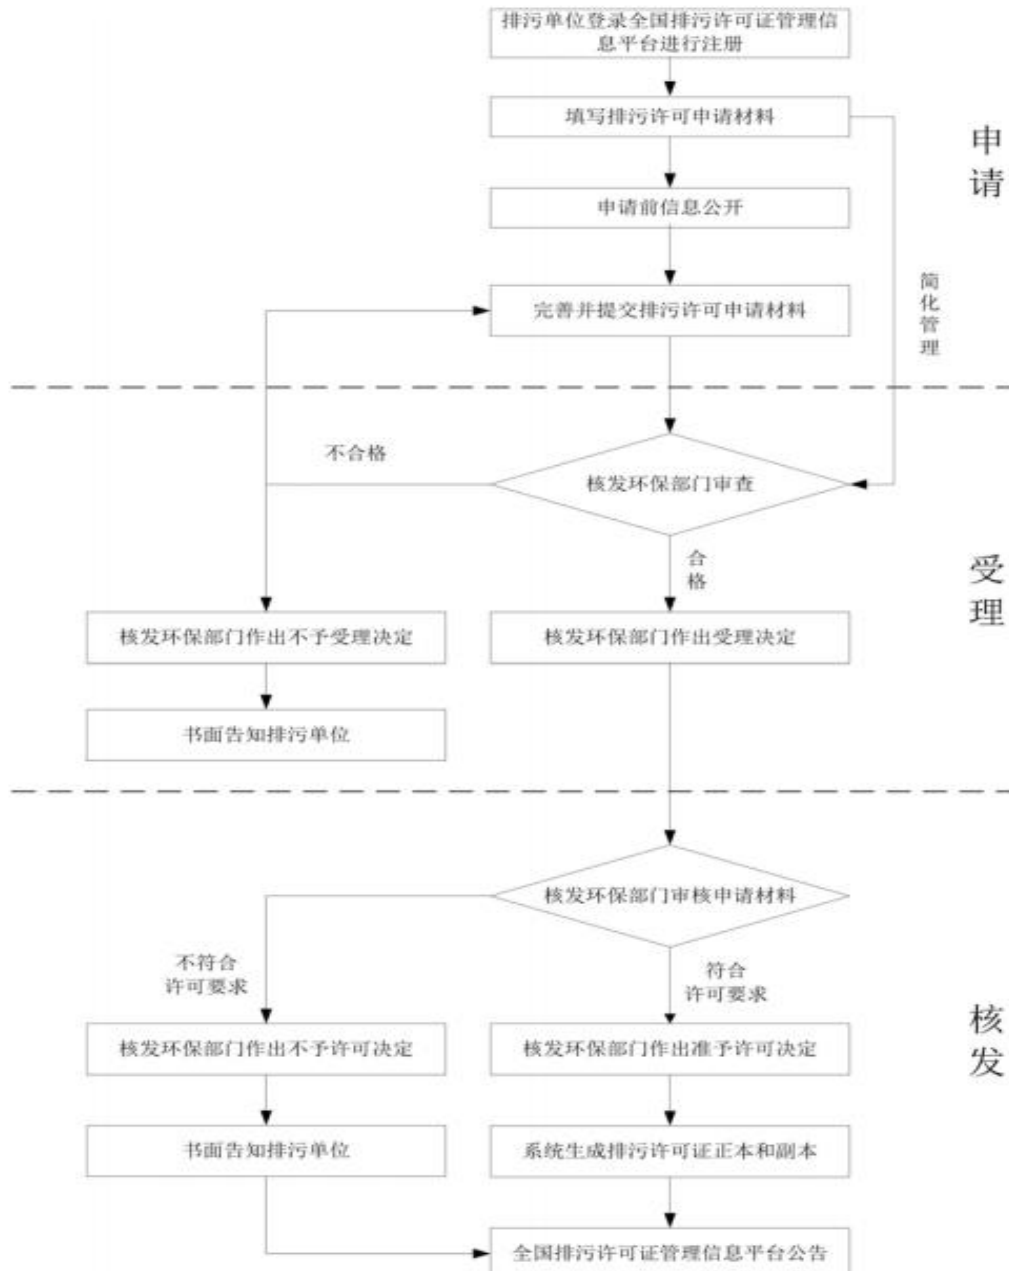 排污单位登录全国排污许可证管理信
息平台进行注册
填写排污许可申请材料
申
请
申请前信息公开
简
化
管
理
完善并提交排污许可申请材料
不合格
核发环保部门审查
合
格
受
理
核发环保部门作出不予受理决定
核发环保部门作出受理决定
书面告知排污单位
核发环保部门审核申请材料
不符合
许可要求
符合
许可要求
核
发
核发环保部门作出不予许可决定
核发环保部门作出准予许可决定
书面告知排污单位
系统生成排污许可证正本和副本
全国排污许可证管理信息平台公告